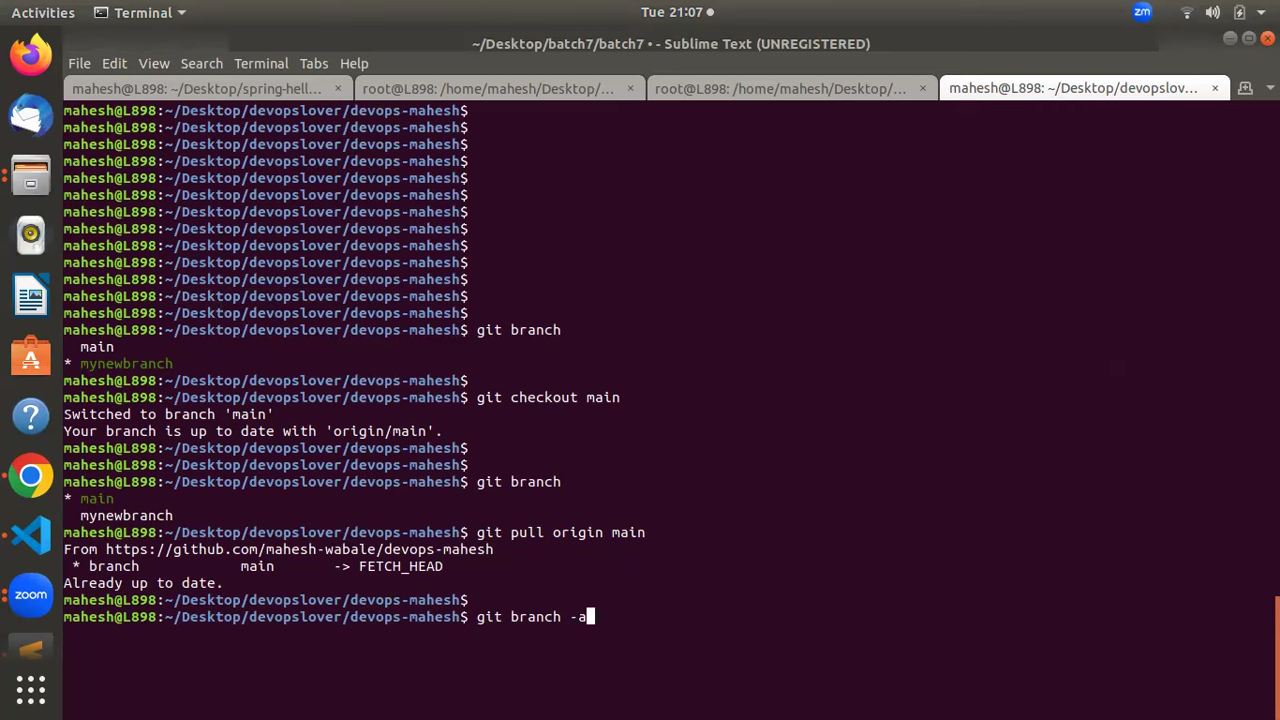 Activities Terminal Tue 21:07 zm
~/Desktop/batch7/batch7 • - Sublime Text (UNREGISTERED)
File Edit View Search Terminal Tabs Help
mahesh@L898: ~/Desktop/spring-hell... × root@L898: /home/mahesh/Desktop/... × root@L898: /home/mahesh/Desktop/... × mahesh@L898: ~/Desktop/devopslov... ×
mahesh@L898:~/Desktop/devopslover/devops-mahesh$
mahesh@L898:~/Desktop/devopslover/devops-mahesh$
mahesh@L898:~/Desktop/devopslover/devops-mahesh$
mahesh@L898:~/Desktop/devopslover/devops-mahesh$
mahesh@L898:~/Desktop/devopslover/devops-mahesh$
mahesh@L898:~/Desktop/devopslover/devops-mahesh$
mahesh@L898:~/Desktop/devopslover/devops-mahesh$
mahesh@L898:~/Desktop/devopslover/devops-mahesh$
mahesh@L898:~/Desktop/devopslover/devops-mahesh$
mahesh@L898:~/Desktop/devopslover/devops-mahesh$
mahesh@L898:~/Desktop/devopslover/devops-mahesh$
mahesh@L898:~/Desktop/devopslover/devops-mahesh$
mahesh@L898:~/Desktop/devopslover/devops-mahesh$
mahesh@L898:~/Desktop/devopslover/devops-mahesh$ git branch
main
* mynewbranch
mahesh@L898:~/Desktop/devopslover/devops-mahesh$
mahesh@L898:~/Desktop/devopslover/devops-mahesh$ git checkout main
Switched to branch 'main'
Your branch is up to date with 'origin/main'.
mahesh@L898:~/Desktop/devopslover/devops-mahesh$
mahesh@L898:~/Desktop/devopslover/devops-mahesh$
mahesh@L898:~/Desktop/devopslover/devops-mahesh$ git branch
* main
mynewbranch
mahesh@L898:~/Desktop/devopslover/devops-mahesh$ git pull origin main
From https://github.com/mahesh-wabale/devops-mahesh
* branch main -> FETCH_HEAD
Already up to date.
mahesh@L898:~/Desktop/devopslover/devops-mahesh$
mahesh@L898:~/Desktop/devopslover/devops-mahesh$ git branch -a
zoom